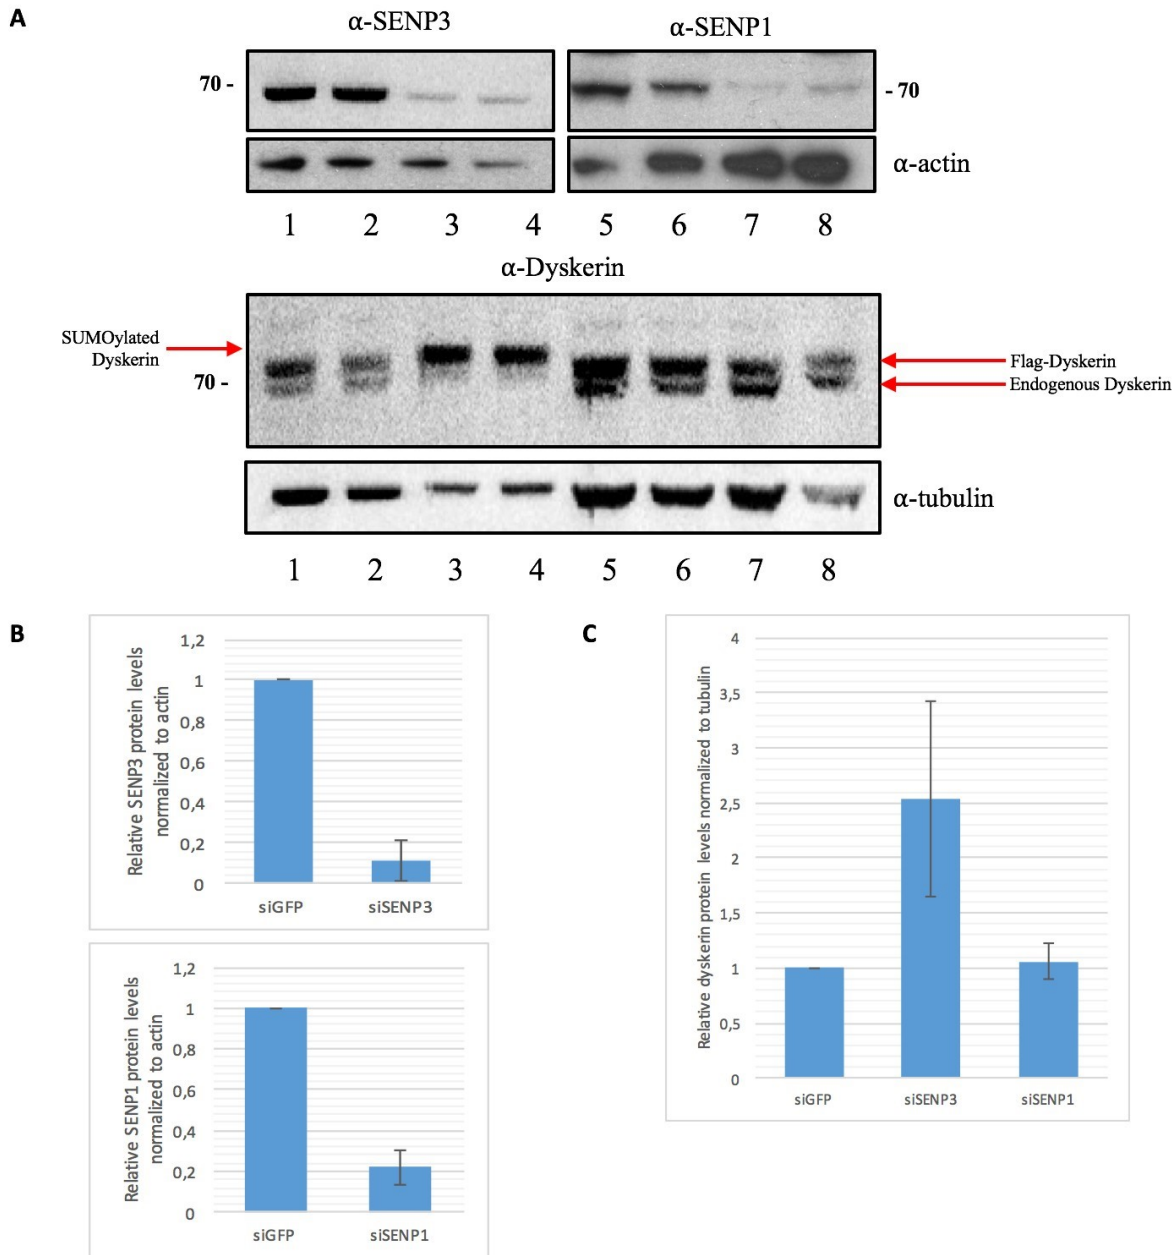 A
α-SENP3
α-SENP1
70 -
- 70
α-actin
1 2 3 4 5 6 7 8
α-Dyskerin
SUMOylated
Dyskerin
70 -
Flag-Dyskerin
Endogenous Dyskerin
α-tubulin
1 2 3 4 5 6 7 8
B
Relative SENP3 protein levels
normalized to actin
1,2
1
0,8
0,6
0,4
0,2
0
siGFP siSENP3
Relative SENP1 protein levels
normalized to actin
1,2
1
0,8
0,6
0,4
0,2
0
siGFP siSENP1
C
Relative dyskerin protein levels normalized to tubulin
4
3,5
3
2,5
2
1,5
1
0,5
0
siGFP siSENP3 siSENP1